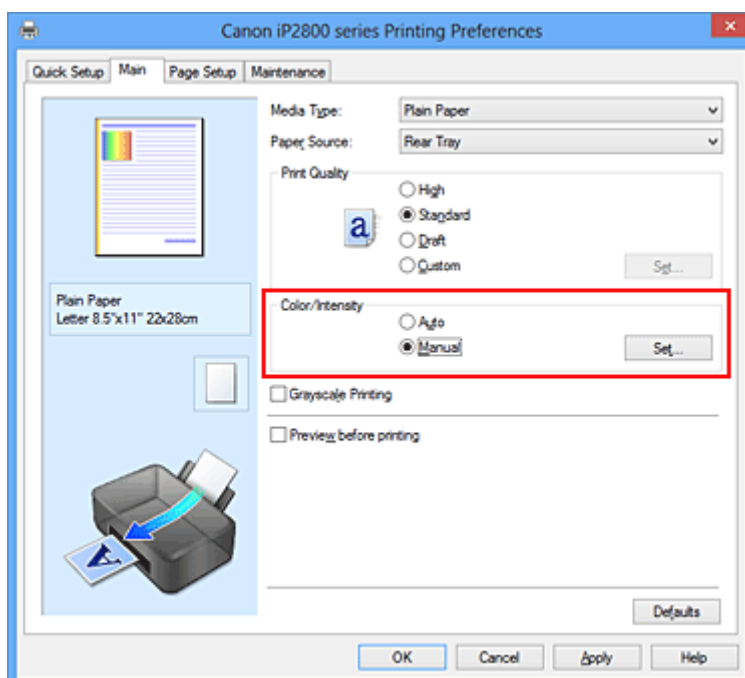 Canon iP2800 series Printing Preferences
Quick Setup Main Page Setup Maintenance
Media Type: Plain Paper
Paper Source: Rear Tray
Print Quality
High
a Standard
Draft
Custom Set...
Plain Paper
Letter 8.5"x11" 22x28cm
Color/Intensity
Auto
Manual Set...
Grayscale Printing
Preview before printing
A
Defaults
OK Cancel Apply Help